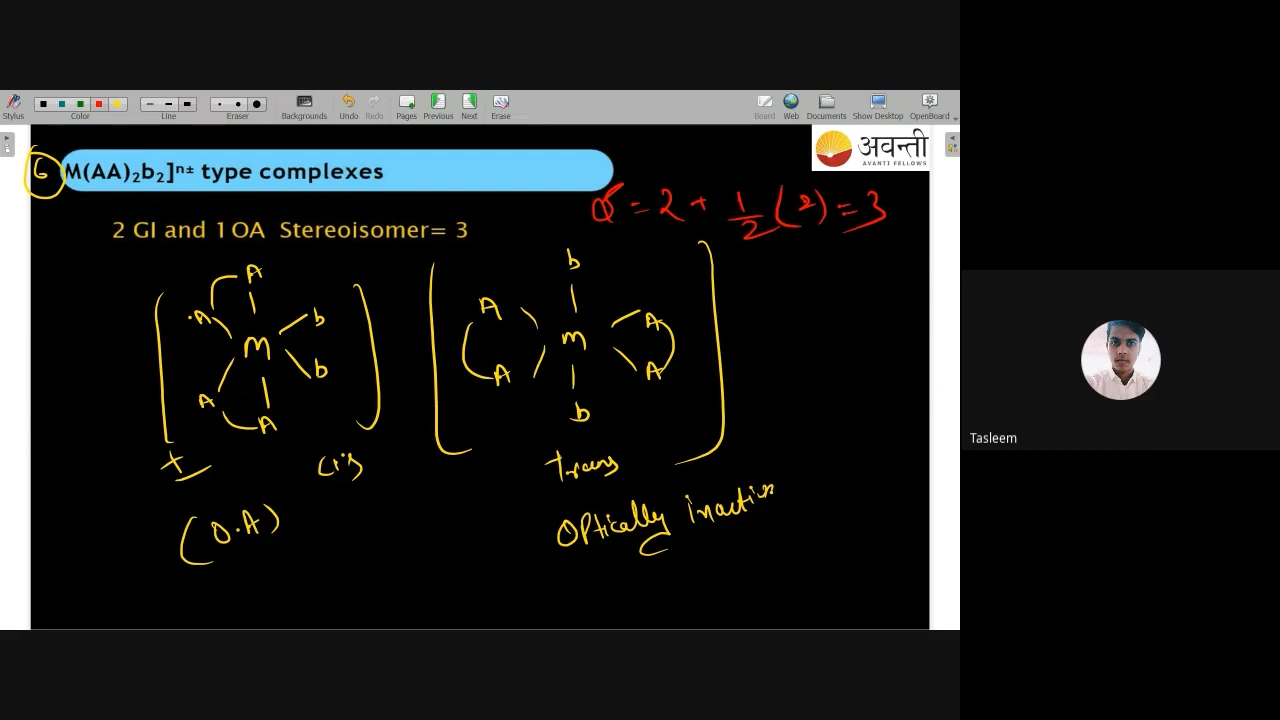 Stylus
Color
Line
Eraser
Backgrounds
Undo
Redo
Pages
Previous
Next
Erase
Board
Web
Documents
Show Desktop
OpenBoard
अवन्ती
AVANTI FELLOWS
6
M(AA)₂b₂]ⁿ± type complexes
= 2 + 1/2 (2) = 3
2 GI and 1 OA Stereoisomer= 3
A
A
b
M
b
A
A
b
A
A
M
A
A
b
±
cis
trans
(O.A)
Optically inactive
Tasleem